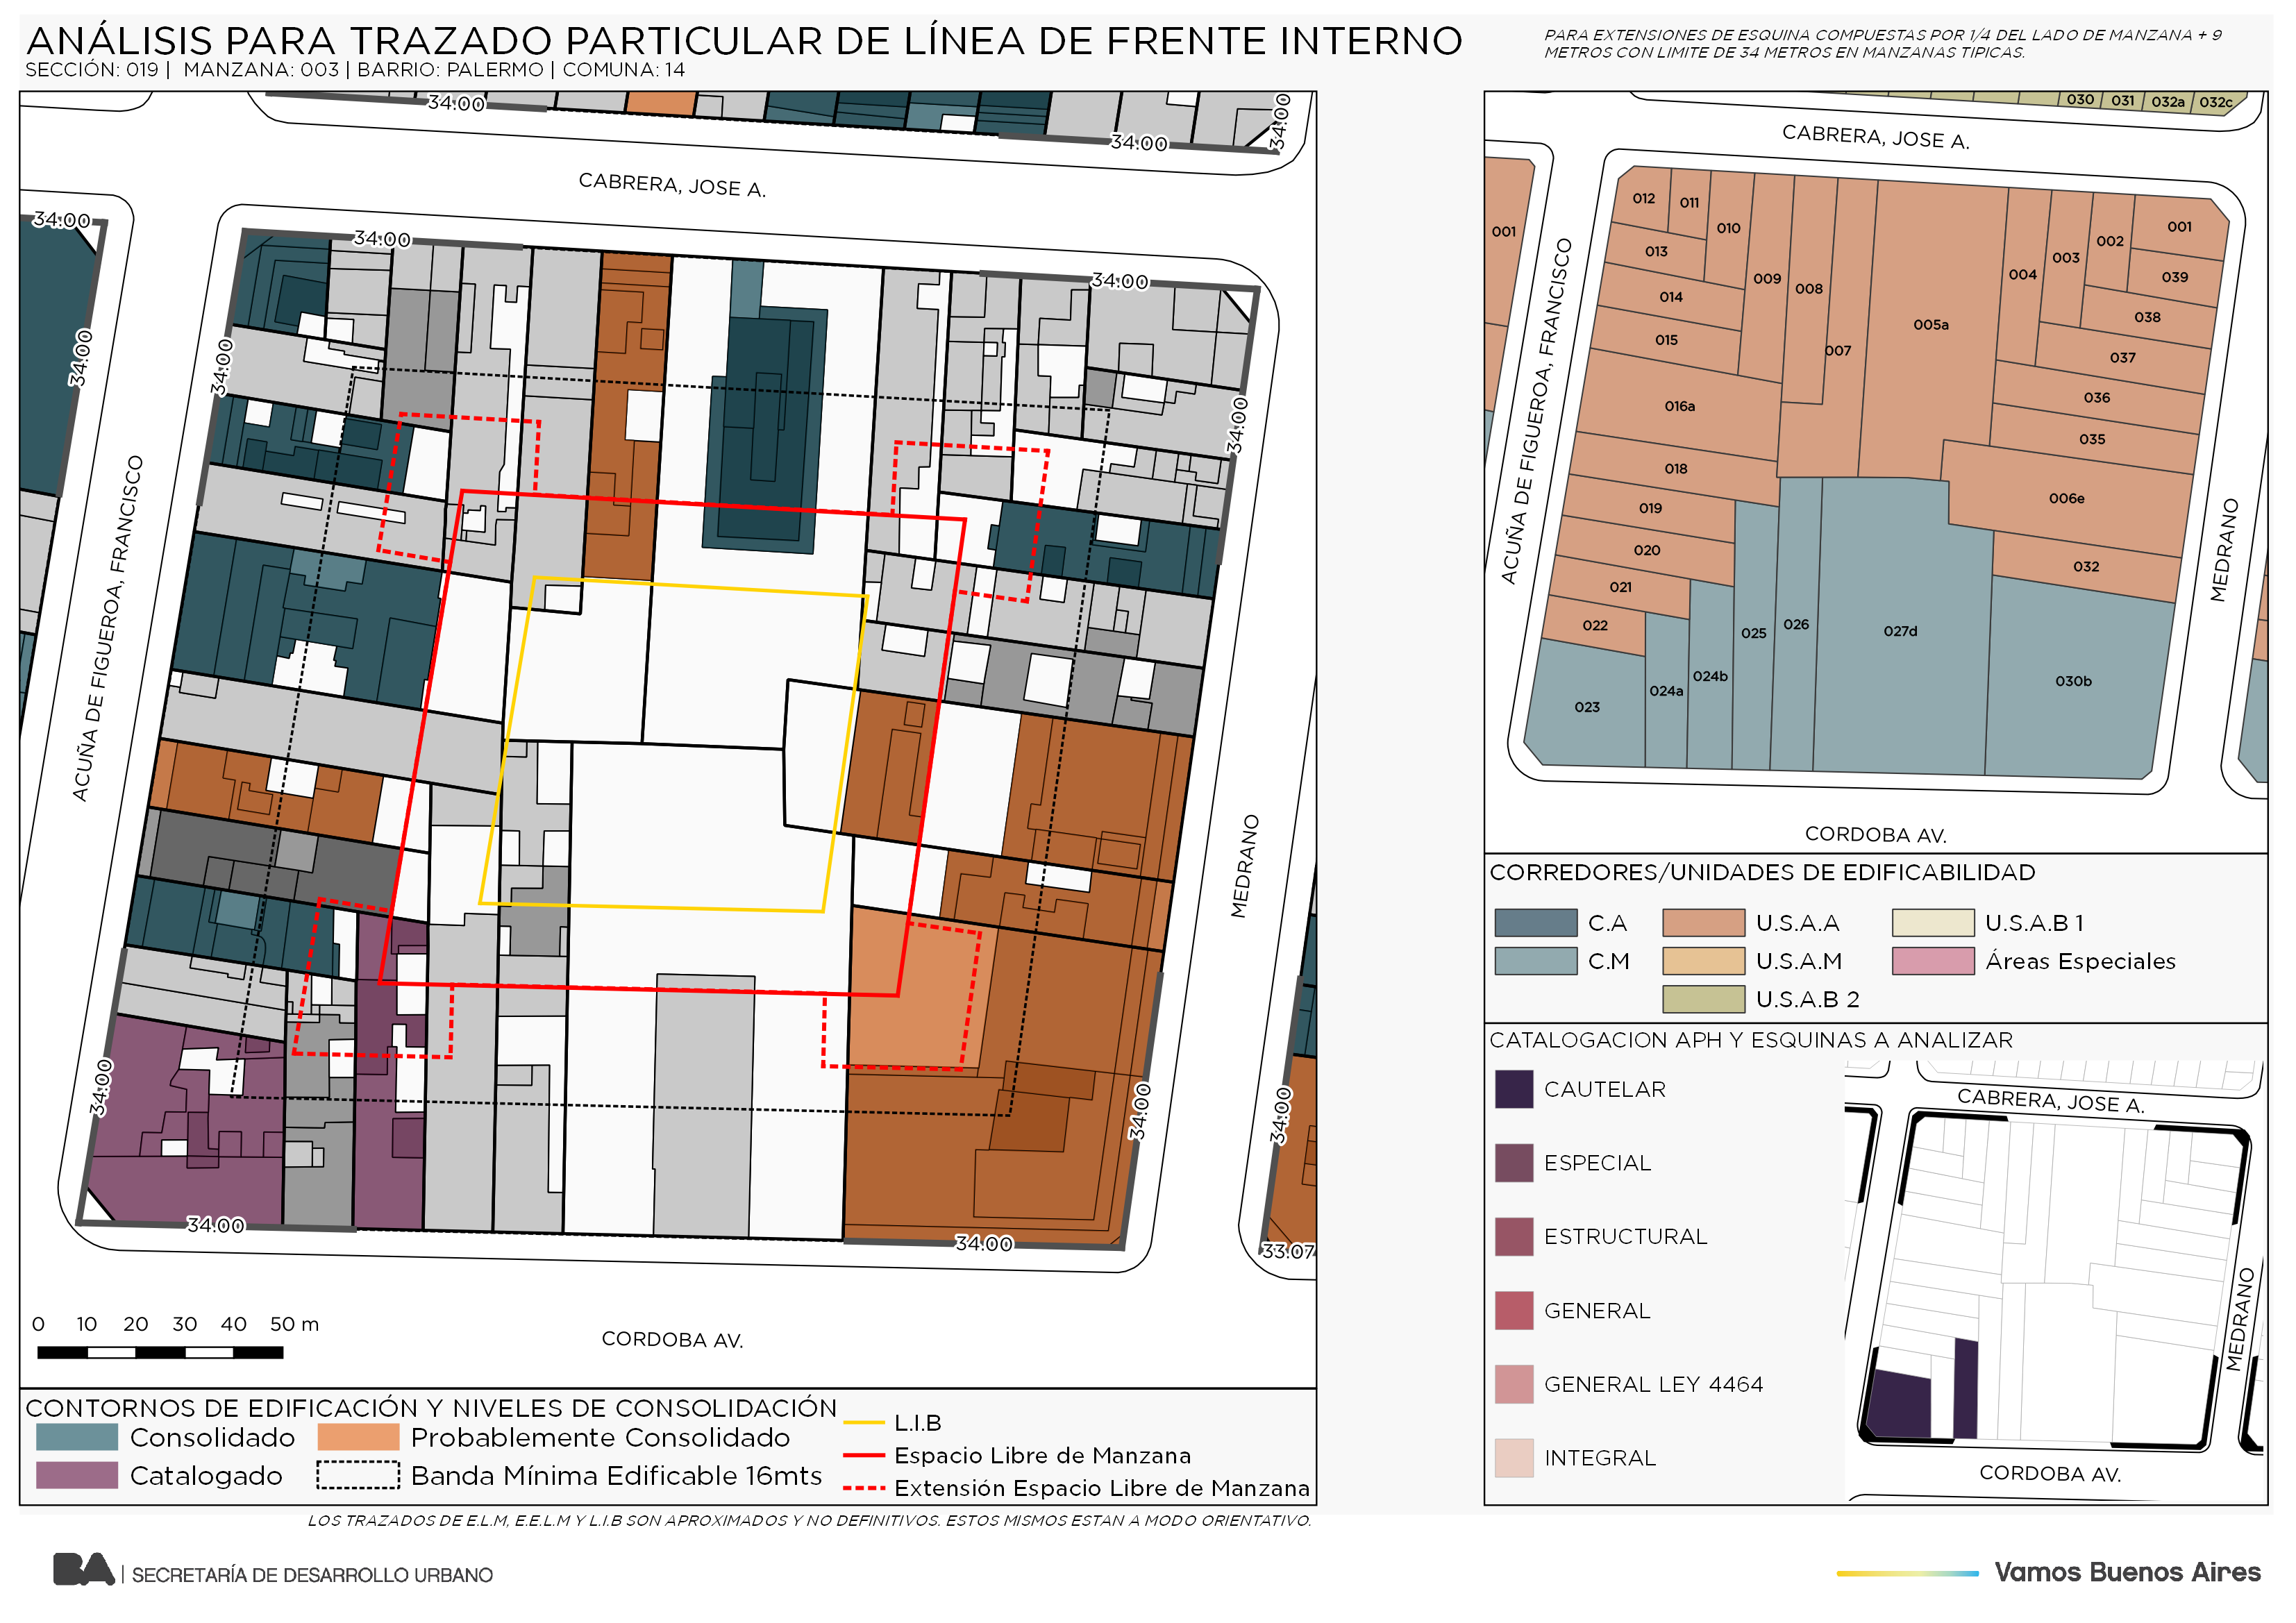 ANÁLISIS PARA TRAZADO PARTICULAR DE LÍNEA DE FRENTE INTERNO
SECCIÓN: 019 | MANZANA: 003 | BARRIO: PALERMO | COMUNA: 14
PARA EXTENSIONES DE ESQUINA COMPUESTAS POR 1/4 DEL LADO DE MANZANA + 9
METROS CON LIMITE DE 34 METROS EN MANZANAS TIPICAS.
34.00
34.00
34.00
CABRERA, JOSE A.
34.00
34.00
34.00
34.00
34.00
34.00
ACUÑA DE FIGUEROA, FRANCISCO
MEDRANO
34.00
34.00
34.00
34.00
34.00
33.07
0 10 20 30 40 50 m
CORDOBA AV.
CONTORNOS DE EDIFICACIÓN Y NIVELES DE CONSOLIDACIÓN
Consolidado
Probablemente Consolidado
Catalogado
Banda Mínima Edificable 16mts
L.I.B
Espacio Libre de Manzana
Extensión Espacio Libre de Manzana
030 031 032a 032c
CABRERA, JOSE A.
001
012
011
010
013
014
015
009
008
007
005a
004
003
002
001
039
038
037
036
035
016a
018
019
020
021
022
006e
032
023
024a
024b
025
026
027d
030b
ACUÑA DE FIGUEROA, FRANCISCO
MEDRANO
CORDOBA AV.
CORREDORES/UNIDADES DE EDIFICABILIDAD
C.A
U.S.A.A
U.S.A.B 1
C.M
U.S.A.M
Áreas Especiales
U.S.A.B 2
CATALOGACION APH Y ESQUINAS A ANALIZAR
CAUTELAR
ESPECIAL
ESTRUCTURAL
GENERAL
GENERAL LEY 4464
INTEGRAL
CABRERA, JOSE A.
MEDRANO
CORDOBA AV.
LOS TRAZADOS DE E.L.M, E.E.L.M Y L.I.B SON APROXIMADOS Y NO DEFINITIVOS. ESTOS MISMOS ESTAN A MODO ORIENTATIVO.
BA | SECRETARÍA DE DESARROLLO URBANO
Vamos Buenos Aires